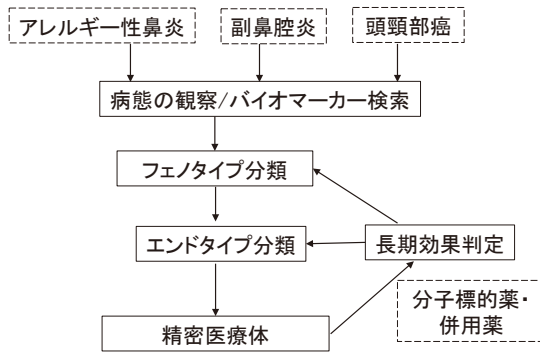 アレルギー性鼻炎
副鼻腔炎
頭頸部癌
病態の観察/バイオマーカー検索
フェノタイプ分類
エンドタイプ分類
長期効果判定
分子標的薬・
併用薬
精密医療体